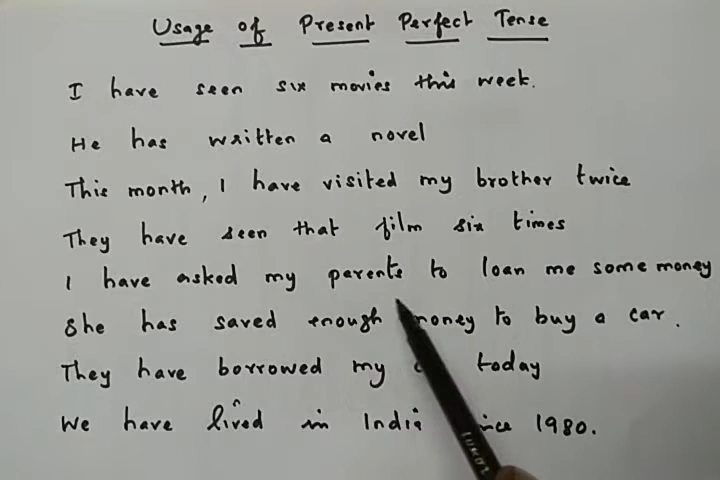 Usage of Present Perfect Tense
I have seen six movies this week.
He has written a novel
This month, I have visited my brother twice
They have seen that film six times
I have asked my parents to loan me some money
She has saved enough money to buy a car.
They have borrowed my today
We have lived in India since 1980.